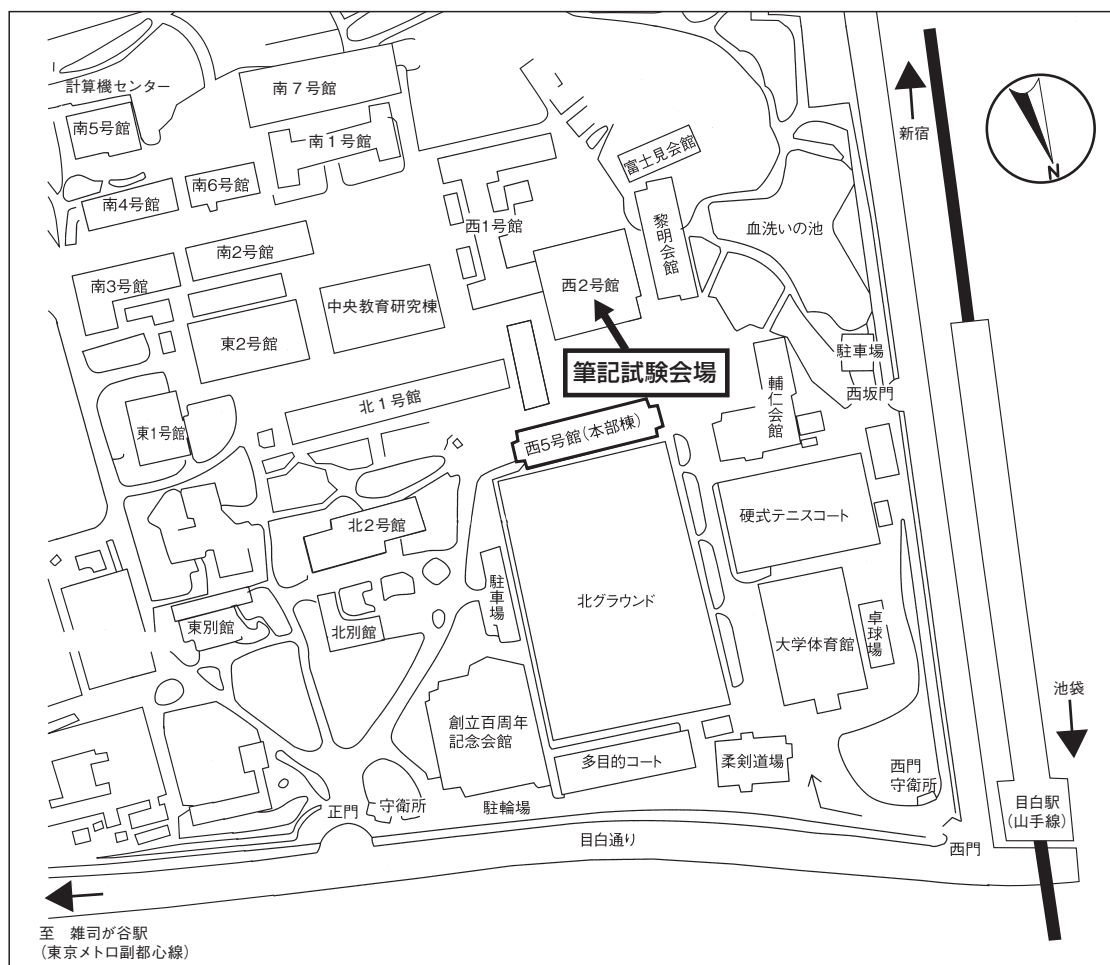 計算機センター
南7号館
南5号館
南1号館
新宿
N
富士見会館
南6号館
南4号館
黎明会館
西1号館
血洗いの池
南2号館
南3号館
西2号館
中央教育研究棟
東2号館
駐車場
筆記試験会場
輔仁会館
西坂門
北1号館
東1号館
西5号館(本部棟)
硬式テニスコート
北2号館
駐車場
北グラウンド
東別館
北別館
大学体育館
卓球場
池袋
創立百周年
記念会館
多目的コート
柔剣道場
西門
守衛所
目白駅
(山手線)
正門
守衛所
駐輪場
目白通り
西門
至 雑司が谷駅
(東京メトロ副都心線)